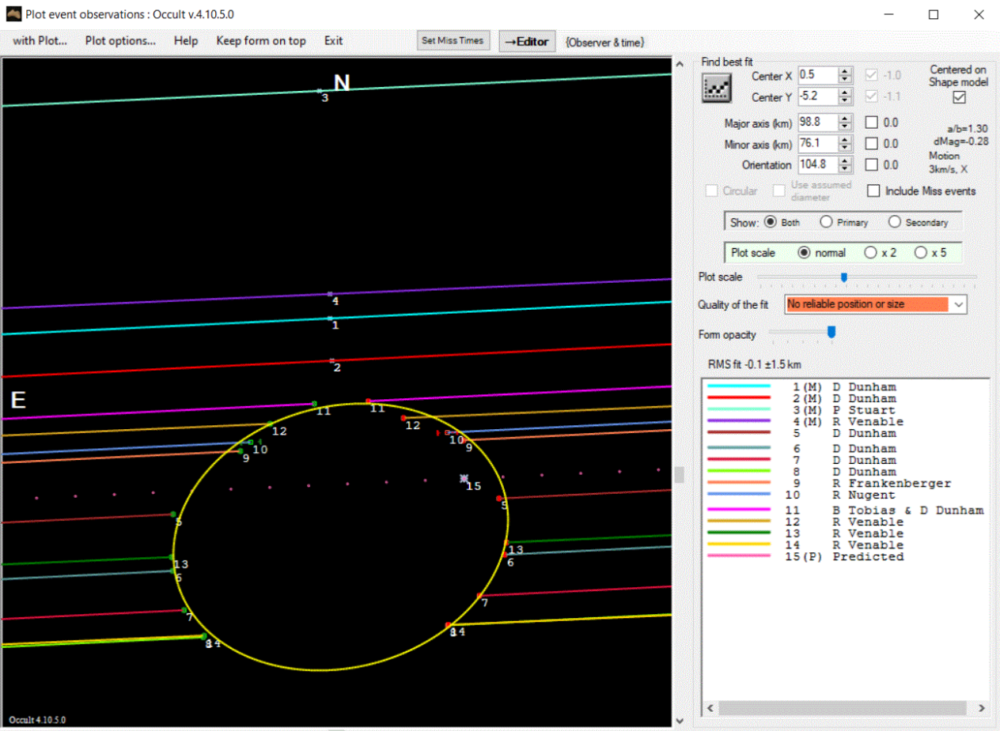 Plot event observations : Occult v.4.10.5.0
with Plot... Plot options... Help Keep form on top Exit Set Miss Times →Editor {Observer & time}
N
3
4
1
2
E
11 11
12 12
10 10
9 9
15
5 5
13 13
6 6
7 7
14 14
Occult 4.10.5.0
Find best fit
Center X 0.5 -1.0
Center Y -5.2 -1.1
Centered on
Shape model
Major axis (km) 98.8 0.0
Minor axis (km) 76.1 0.0
Orientation 104.8 0.0
a/b=1.30
dMag=-0.28
Motion
3km/s, X
Circular Use assumed
diameter
Include Miss events
Show: Both Primary Secondary
Plot scale normal x 2 x 5
Plot scale
Quality of the fit No reliable position or size
Form opacity
RMS fit -0.1 ±1.5 km
1(M) D Dunham
2(M) D Dunham
3(M) P Stuart
4(M) R Venable
5 D Dunham
6 D Dunham
7 D Dunham
8 D Dunham
9 R Frankenberger
10 R Nugent
11 B Tobias & D Dunham
12 R Venable
13 R Venable
14 R Venable
15(P) Predicted